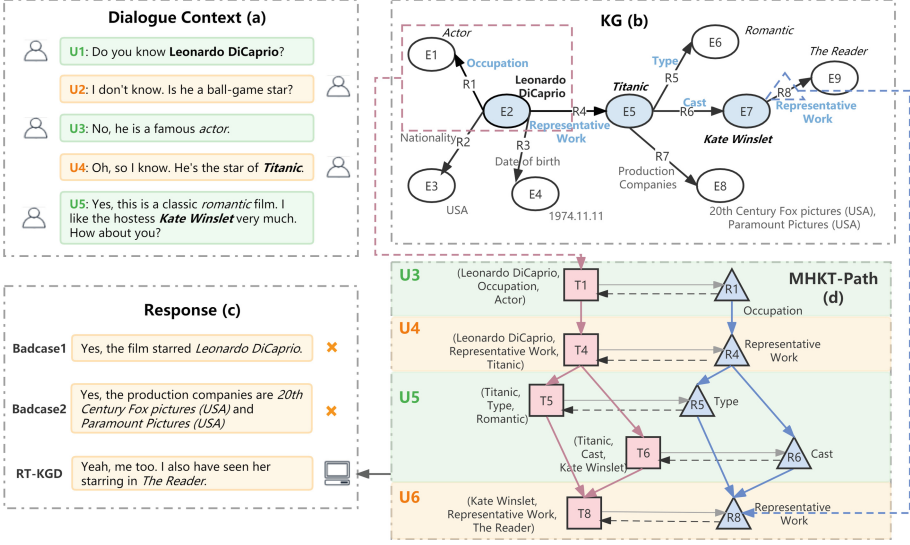 Dialogue Context (a)
U1: Do you know Leonardo DiCaprio?
U2: I don't know. Is he a ball-game star?
U3: No, he is a famous actor.
U4: Oh, so I know. He's the star of Titanic.
U5: Yes, this is a classic romantic film. I
like the hostess Kate Winslet very much.
How about you?
KG (b)
Actor
E1
Occupation
R1
Leonardo
DiCaprio
E2
R4
Representative
Work
Nationality
R2
R3
Date of birth
E3
USA
E4
1974.11.11
Titanic
E5
Type
R5
E6
Romantic
Cast
R6
E7
Kate Winslet
The Reader
R8
E9
Representative
Work
R7
Production
Companies
E8
20th Century Fox pictures (USA),
Paramount Pictures (USA)
Response (c)
Badcase1
Yes, the film starred Leonardo DiCaprio.
Badcase2
Yes, the production companies are 20th
Century Fox pictures (USA) and
Paramount Pictures (USA)
RT-KGD
Yeah, me too. I also have seen her
starring in The Reader.
MHKT-Path
(d)
U3
(Leonardo DiCaprio,
Occupation,
Actor)
T1
R1
Occupation
U4
(Leonardo DiCaprio,
Representative Work,
Titanic)
T4
R4
Representative
Work
U5
(Titanic,
Type,
Romantic)
T5
R5
Type
(Titanic,
Cast,
Kate Winslet)
T6
R6
Cast
U6
(Kate Winslet,
Representative Work,
The Reader)
T8
R8
Representative
Work